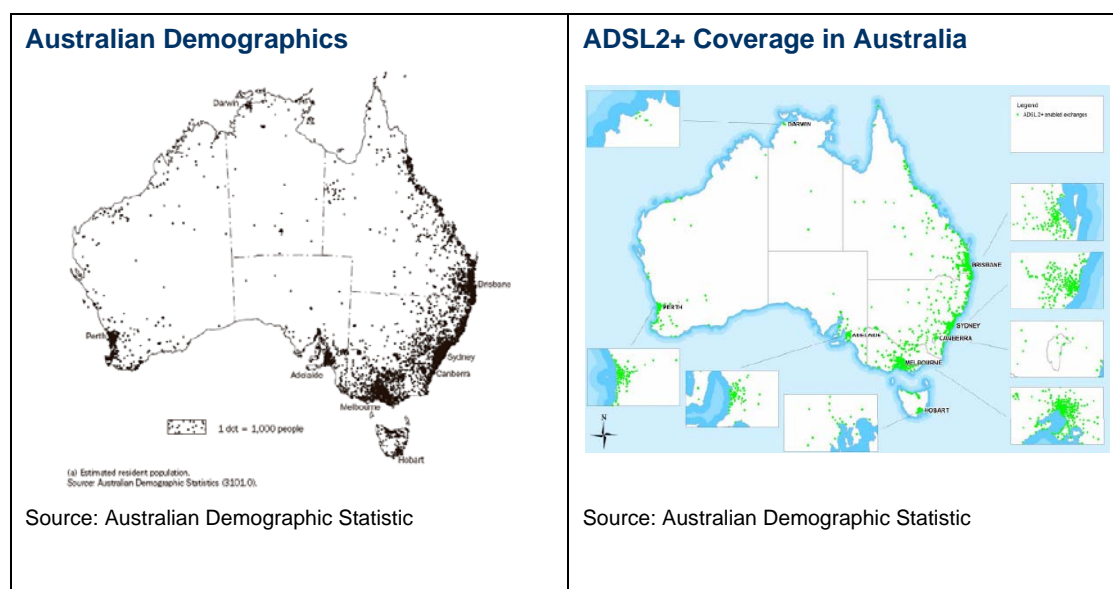 Australian Demographics
Darwin
Brisbane
Perth
Sydney
Adelaide
Canberra
Melbourne
1 dot = 1,000 people
Hobart
(a) Estimated resident population.
Source: Australian Demographic Statistics (3101.0).
Source: Australian Demographic Statistic
ADSL2+ Coverage in Australia
Legend
ADSL2+ enabled exchanges
DARWIN
BRISBANE
PERTH
SYDNEY
ADELAIDE
CANBERRA
MELBOURNE
HOBART
N
Source: Australian Demographic Statistic